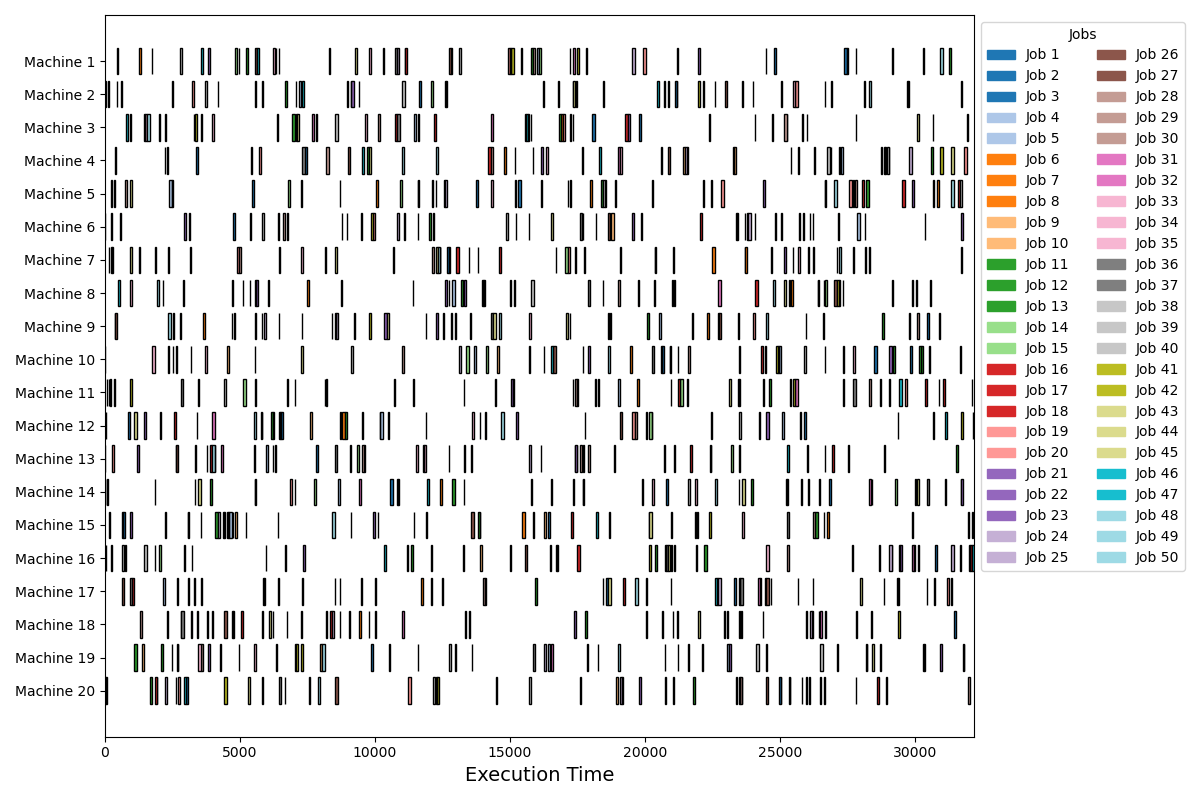 Machine 1
Machine 2
Machine 3
Machine 4
Machine 5
Machine 6
Machine 7
Machine 8
Machine 9
Machine 10
Machine 11
Machine 12
Machine 13
Machine 14
Machine 15
Machine 16
Machine 17
Machine 18
Machine 19
Machine 20
0 5000 10000 15000 20000 25000 30000
Execution Time
Jobs
Job 1
Job 2
Job 3
Job 4
Job 5
Job 6
Job 7
Job 8
Job 9
Job 10
Job 11
Job 12
Job 13
Job 14
Job 15
Job 16
Job 17
Job 18
Job 19
Job 20
Job 21
Job 22
Job 23
Job 24
Job 25
Job 26
Job 27
Job 28
Job 29
Job 30
Job 31
Job 32
Job 33
Job 34
Job 35
Job 36
Job 37
Job 38
Job 39
Job 40
Job 41
Job 42
Job 43
Job 44
Job 45
Job 46
Job 47
Job 48
Job 49
Job 50